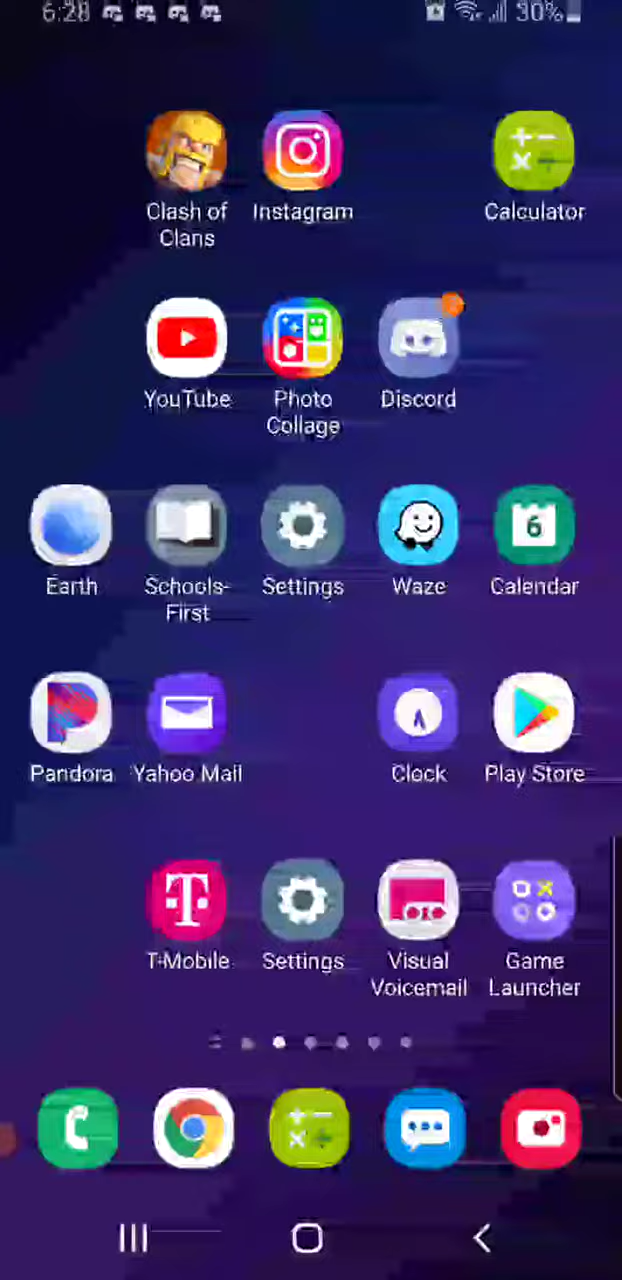 6:28
30%
Clash of
Clans
Instagram
Calculator
YouTube
Photo
Collage
Discord
6
Earth
Schools-
First
Settings
Waze
Calendar
Pandora
Yahoo Mail
Clock
Play Store
T
T-Mobile
Settings
Visual
Voicemail
Game
Launcher